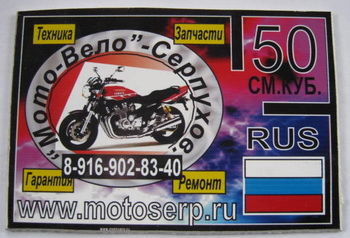 Техника
Запчасти
50
СМ.КУБ.
"Мото-Вело"-Серпухов.
8-916-902-83-40
RUS
Гарантия
Ремонт
www.motoserp.ru